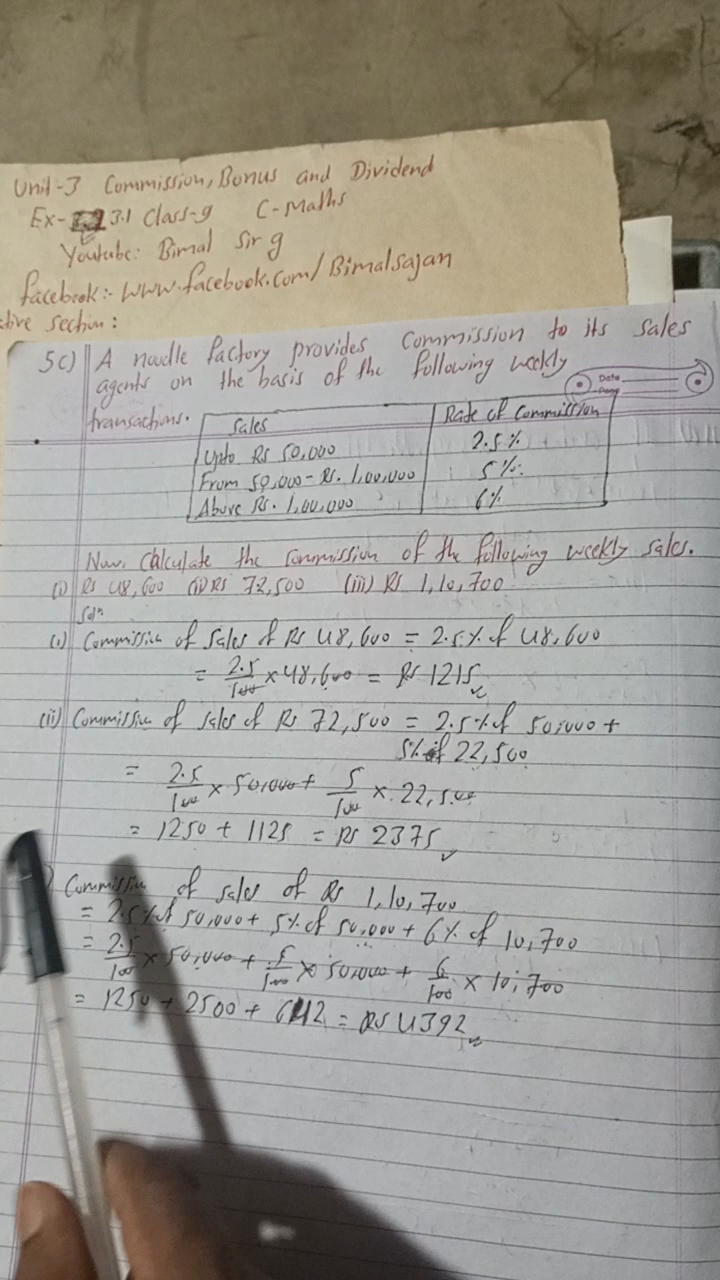 Unit-3 Commission, Bonus and Dividend
Ex- 3.1 Class-9 C-Maths
Youtube: Bimal Sir g
facebook:- www.facebook.com/Bimalsajan
tive section:
5c) A noodle factory provides Commission to its sales
agents on the basis of the following weekly
transactions.
Date
Page
Sales Rate of Commission
Upto Rs 50,000 2.5%
From 50,000 - Rs. 1,00,000 5%
Above Rs. 1,00,000 6%
Now, Calculate the commission of the following weekly sales.
(i) Rs 48,600 (ii) Rs 72,500 (iii) Rs 1,10,700
Soln
(i) Commission of Sales of Rs 48,600 = 2.5% of 48,600
= 2.5/100 × 48,600 = Rs 1215
(ii) Commission of sales of Rs 72,500 = 2.5% of 50,000 +
5% of 22,500
= 2.5/100 × 50,000 + 5/100 × 22,500
= 1250 + 1125 = Rs 2375
Commission of sales of Rs 1,10,700
= 2.5% of 50,000 + 5% of 50,000 + 6% of 10,700
= 2.5/100 × 50,000 + 5/100 × 50,000 + 6/100 × 10,700
= 1250 + 2500 + 642 = Rs 4392